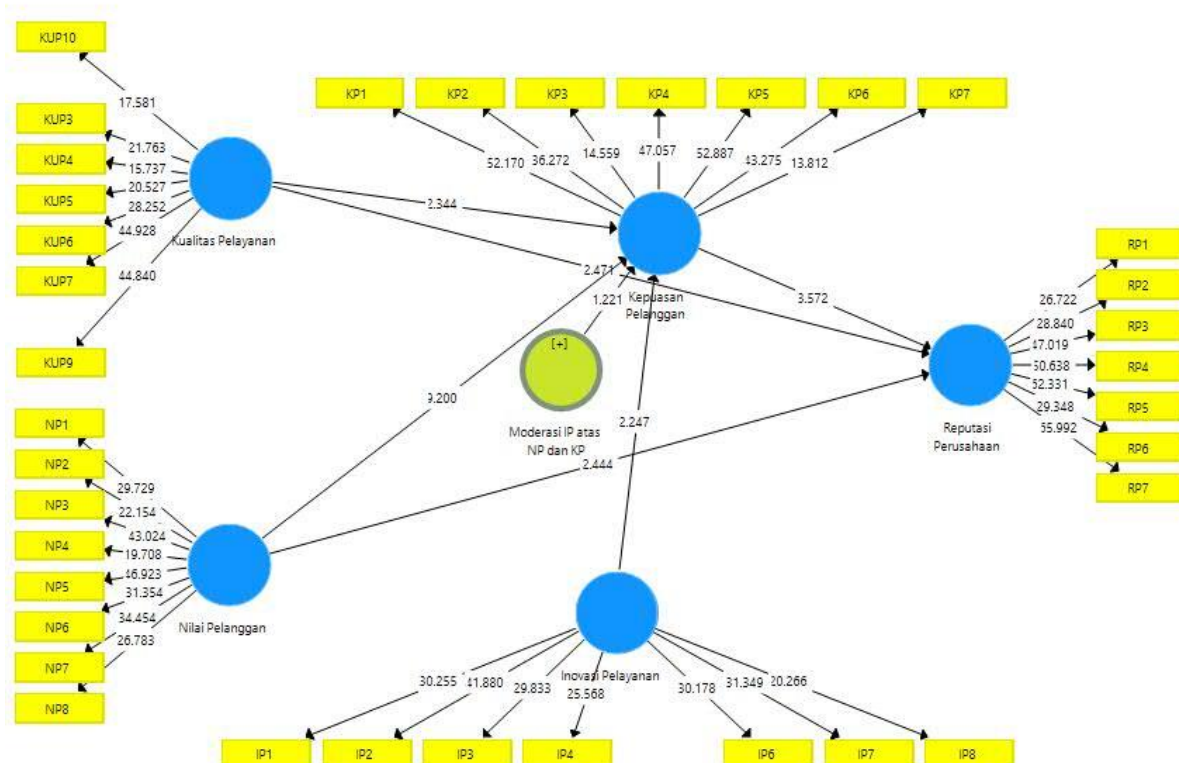 KUP10
17.581
KUP3
21.763
KUP4
15.737
KUP5
20.527
KUP6
28.252
KUP7
44.928
44.840
KUP9
Kualitas Pelayanan
KP1
KP2
KP3
KP4
KP5
KP6
KP7
52.170
36.272
14.559
47.057
52.887
43.275
13.812
2.344
2.471
1.221
Kepuasan
Pelanggan
3.572
[+]
Moderasi IP atas
NP dan KP
9.200
2.247
2.444
Reputasi
Perusahaan
RP1
RP2
RP3
RP4
RP5
RP6
RP7
26.722
28.840
47.019
52.331
29.348
NP1
NP2
NP3
NP4
NP5
NP6
NP7
NP8
29.729
22.154
43.024
19.708
46.923
31.354
34.454
26.783
Nilai Pelanggan
Inovasi Pelayanan
30.255
41.880
29.833
25.568
30.178
31.349
20.266
IP1
IP2
IP3
IP4
IP6
IP7
IP8